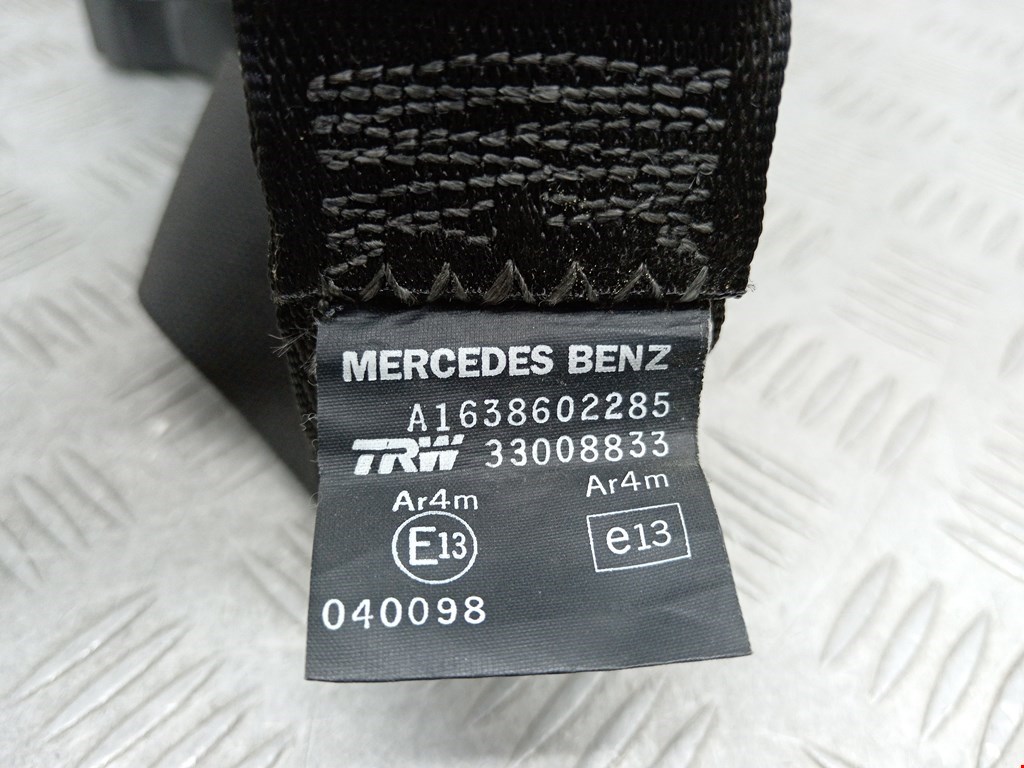 MERCEDES BENZ
A1638602285
TRW 33008833
Ar4m Ar4m
E13 e13
040098